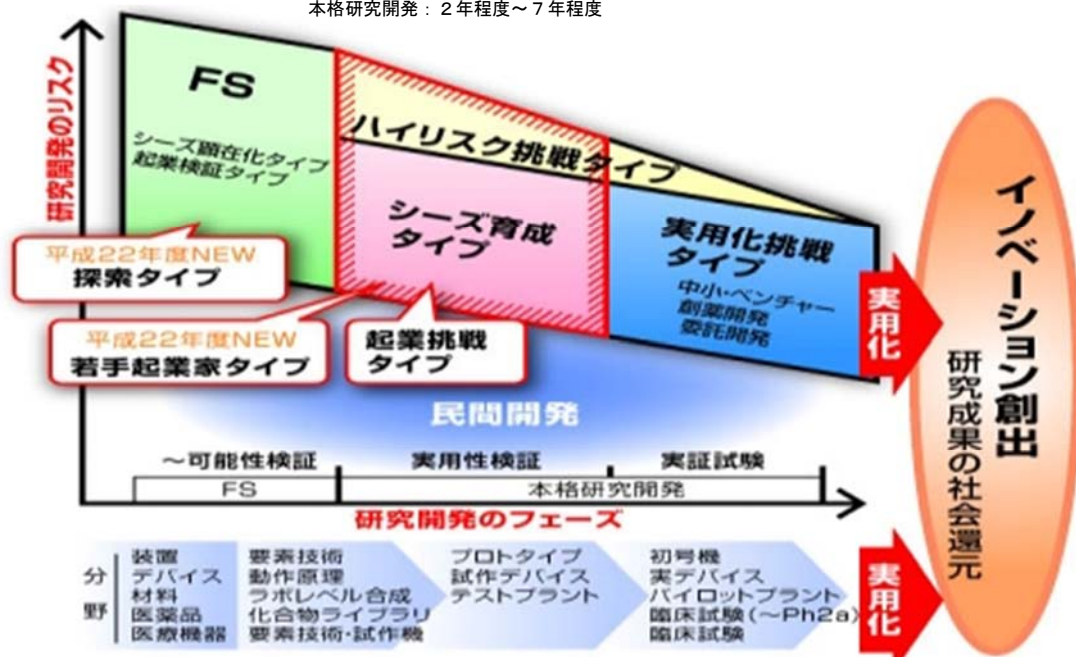 本格研究開発：２年程度～７年程度
研究開発のリスク
FS
シーズ顕在化タイプ
起業検証タイプ
ハイリスク挑戦タイプ
シーズ育成
タイプ
実用化挑戦
タイプ
中小・ベンチャー
創薬開発
委託開発
平成22年度NEW
探索タイプ
平成22年度NEW
若手起業家タイプ
起業挑戦
タイプ
実用化
イノベーション創出
研究成果の社会還元
民間開発
～可能性検証
実用性検証
実証試験
FS
本格研究開発
研究開発のフェーズ
分野
装置
デバイス
材料
医薬品
医療機器
要素技術
動作原理
ラボレベル合成
化合物ライブラリ
要素技術・試作機
プロトタイプ
試作デバイス
テストプラント
初号機
実デバイス
パイロットプラント
臨床試験(～Ph2a)
臨床試験
実用化